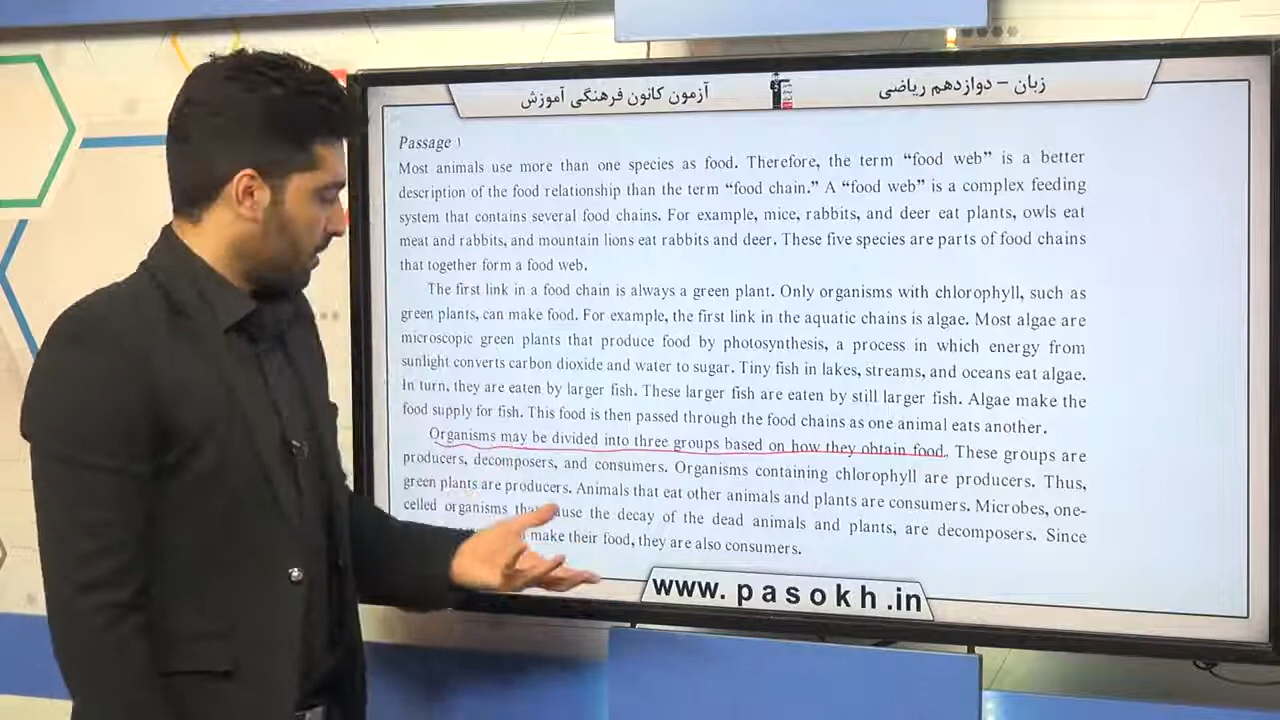 زبان – دوازدهم ریاضی
آزمون کانون فرهنگی آموزش
Passage ۱
Most animals use more than one species as food. Therefore, the term “food web” is a better
description of the food relationship than the term “food chain.” A “food web” is a complex feeding
system that contains several food chains. For example, mice, rabbits, and deer eat plants, owls eat
meat and rabbits, and mountain lions eat rabbits and deer. These five species are parts of food chains
that together form a food web.
The first link in a food chain is always a green plant. Only organisms with chlorophyll, such as
green plants, can make food. For example, the first link in the aquatic chains is algae. Most algae are
microscopic green plants that produce food by photosynthesis, a process in which energy from
sunlight converts carbon dioxide and water to sugar. Tiny fish in lakes, streams, and oceans eat algae.
In turn, they are eaten by larger fish. These larger fish are eaten by still larger fish. Algae make the
food supply for fish. This food is then passed through the food chains as one animal eats another.
Organisms may be divided into three groups based on how they obtain food. These groups are
producers, decomposers, and consumers. Organisms containing chlorophyll are producers. Thus,
green plants are producers. Animals that eat other animals and plants are consumers. Microbes, one-
celled organisms that cause the decay of the dead animals and plants, are decomposers. Since
make their food, they are also consumers.
www.pasokh.in